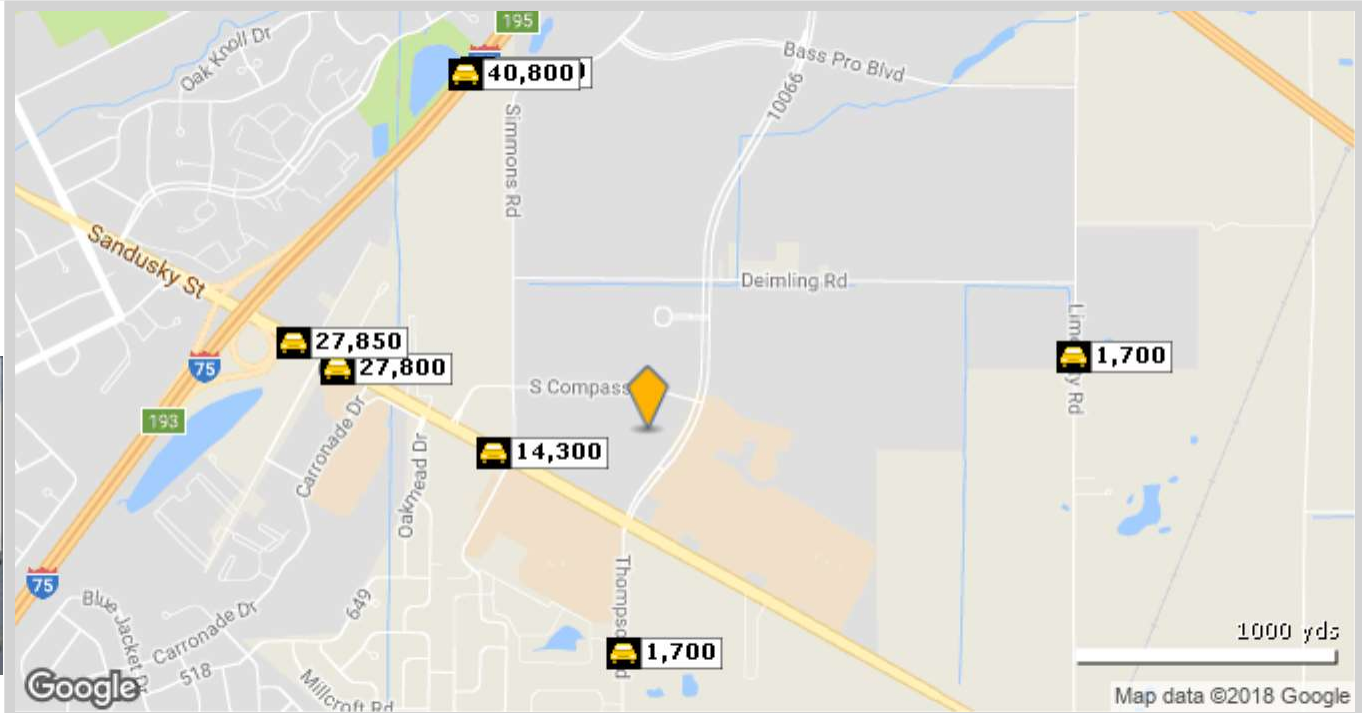 195
Oak Knoll Dr
40,800
Simmons Rd
Bass Pro Blvd
10066
Sandusky St
Deimling Rd
27,850
27,800
75
193
S Compass
1,700
Rd
14,300
Carronade Dr
Oakmead Dr
75
Blue Jacket Dr
Carronade Dr
649
518
Millcroft Rd
1,700
1000 yds
Google
Map data ©2018 Google